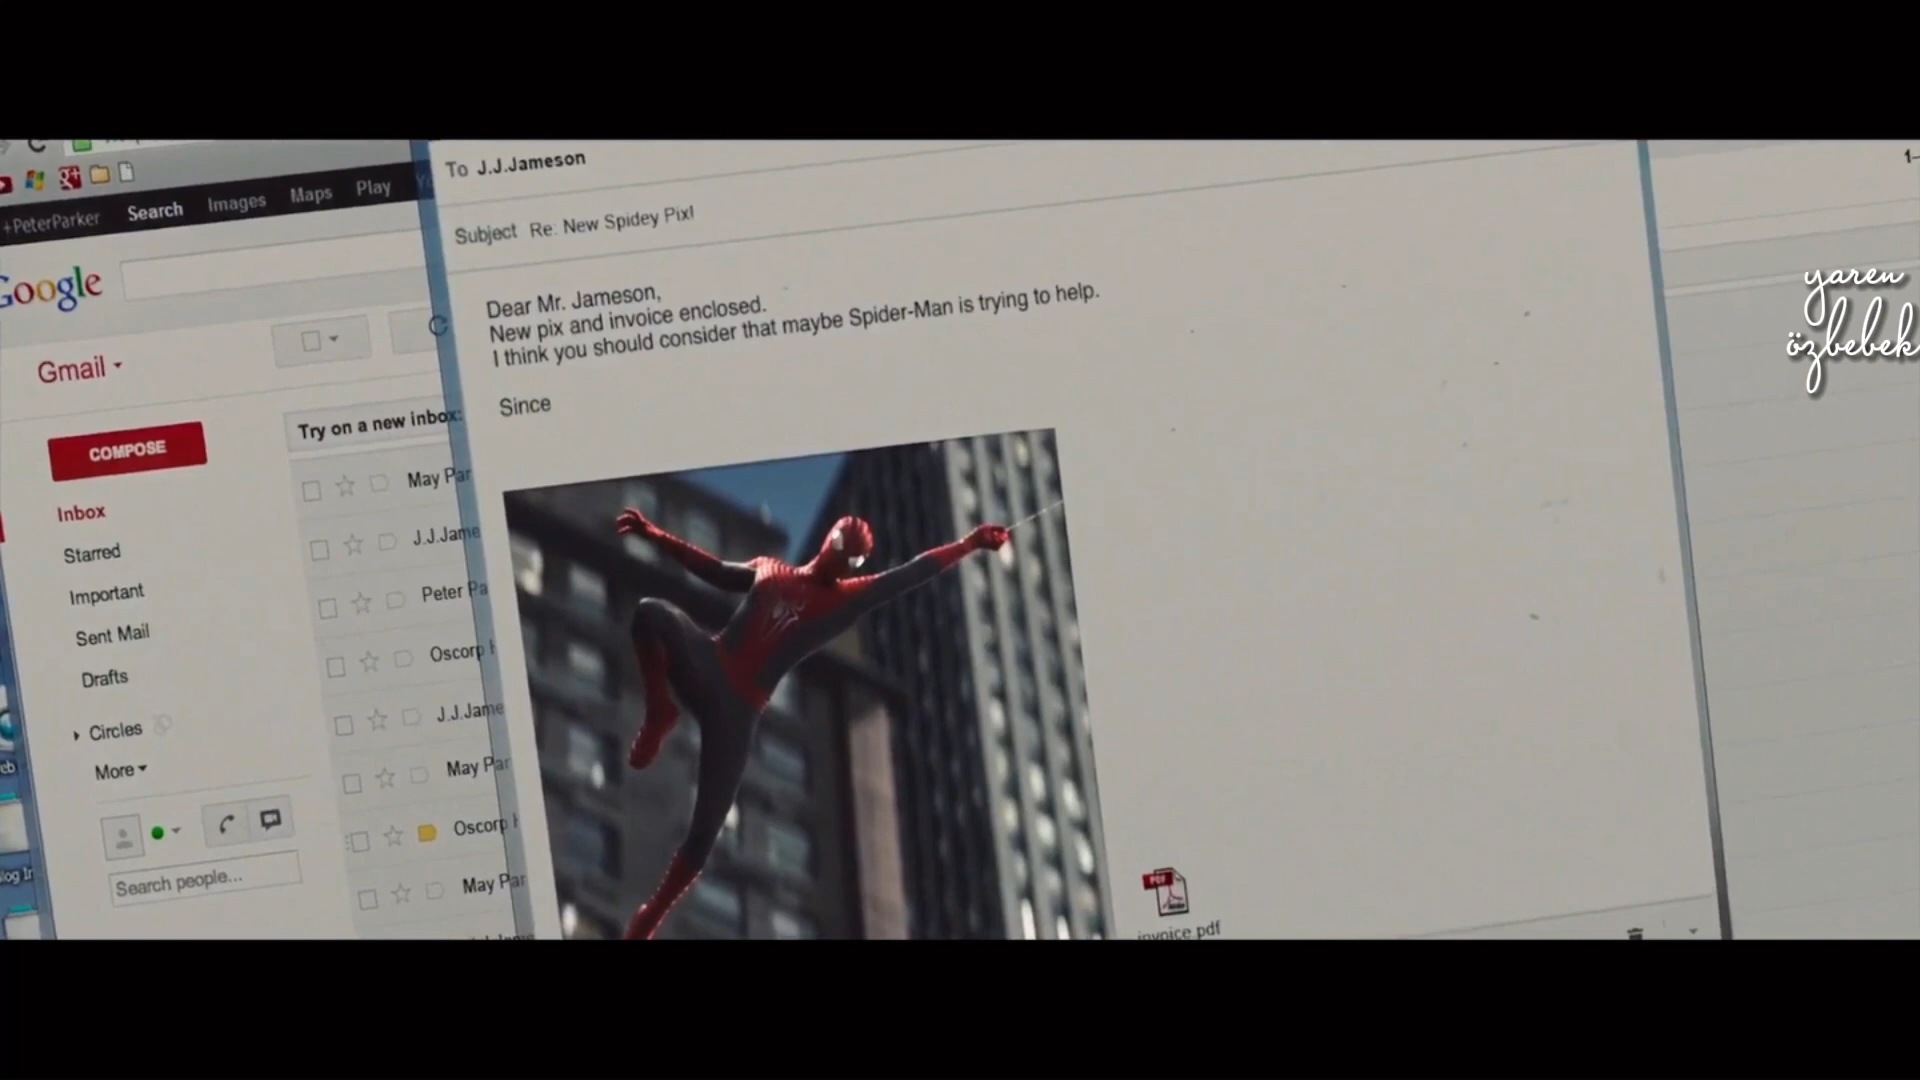 +PeterParker Search Images Maps Play
Google
Gmail
COMPOSE
Inbox
Starred
Important
Sent Mail
Drafts
Circles
More
Search people...
Try on a new inbox:
May Par
J.J.Jame
Peter Pa
Oscorp
J.J.Jame
May Par
Oscorp
May Par
To J.J.Jameson
Subject Re: New Spidey Pix!
Dear Mr. Jameson,
New pix and invoice enclosed.
I think you should consider that maybe Spider-Man is trying to help.
Since
PDF
invoice.pdf
yaren
özbebek